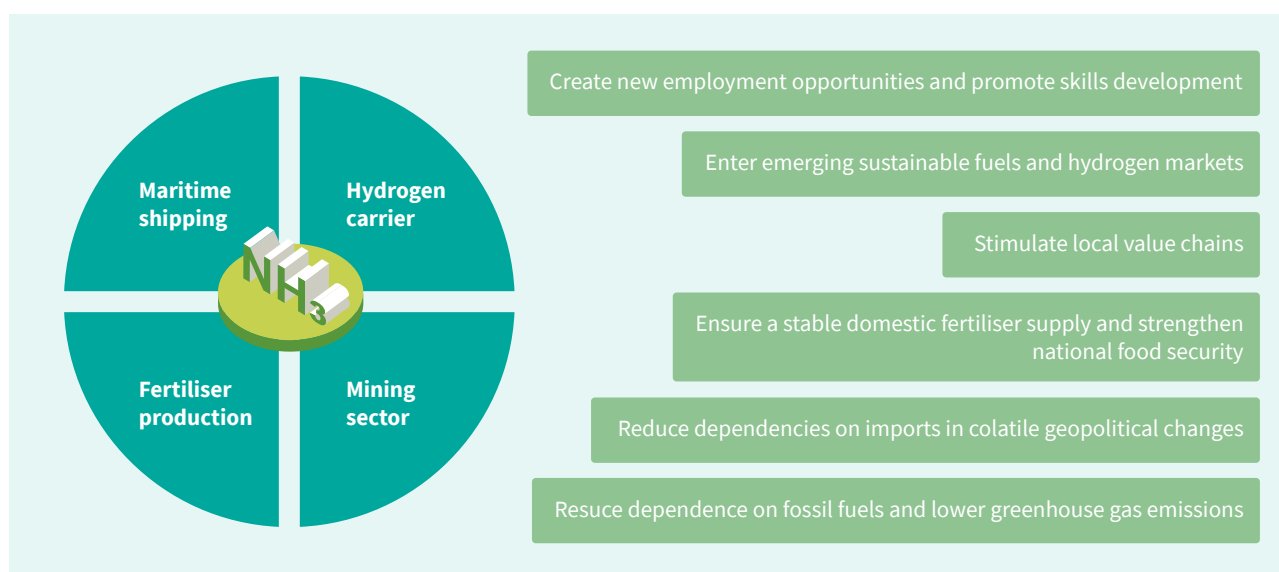 Maritime
shipping
Hydrogen
carrier
NH3
Fertiliser
production
Mining
sector
Create new employment opportunities and promote skills development
Enter emerging sustainable fuels and hydrogen markets
Stimulate local value chains
Ensure a stable domestic fertiliser supply and strengthen
national food security
Reduce dependencies on imports in colatile geopolitical changes
Resuce dependence on fossil fuels and lower greenhouse gas emissions